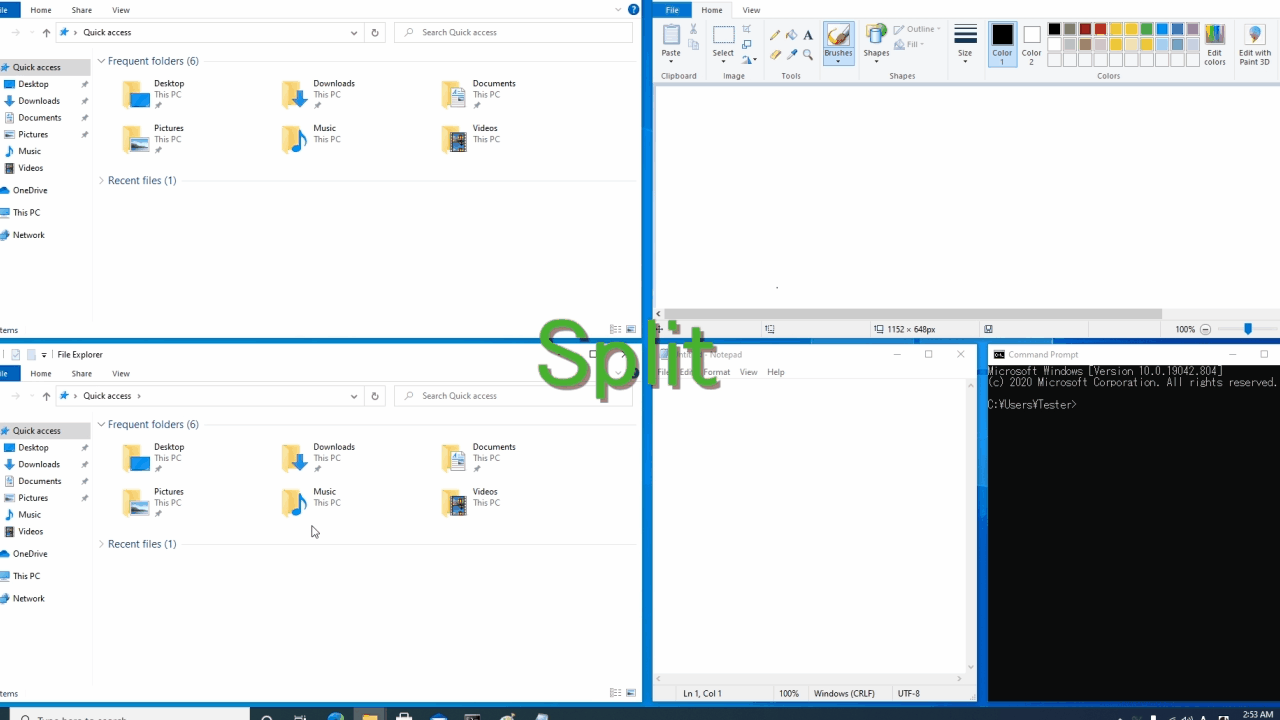 Home Share View
Quick access
Search Quick access
Quick access
Desktop
Downloads
Documents
Pictures
Music
Videos
OneDrive
This PC
Network
Frequent folders (6)
Desktop
This PC
Downloads
This PC
Documents
This PC
Pictures
This PC
Music
This PC
Videos
This PC
Recent files (1)
File Home View
Paste
Clipboard
Select
Image
Tools
Brushes
Shapes
Outline
Fill
Shapes
Size
Color
1
Color
2
Colors
Edit
colors
Edit with
Paint 3D
1152 × 648px
100%
Split
File Explorer
Home Share View
Quick access
Search Quick access
Quick access
Desktop
Downloads
Documents
Pictures
Music
Videos
OneDrive
This PC
Network
Frequent folders (6)
Desktop
This PC
Downloads
This PC
Documents
This PC
Pictures
This PC
Music
This PC
Videos
This PC
Recent files (1)
Notepad
Format View Help
Ln 1, Col 1
100%
Windows (CRLF)
UTF-8
Command Prompt
Microsoft Windows [Version 10.0.19042.804]
(c) 2020 Microsoft Corporation. All rights reserved.
C:¥Users¥Tester>
2:53 AM